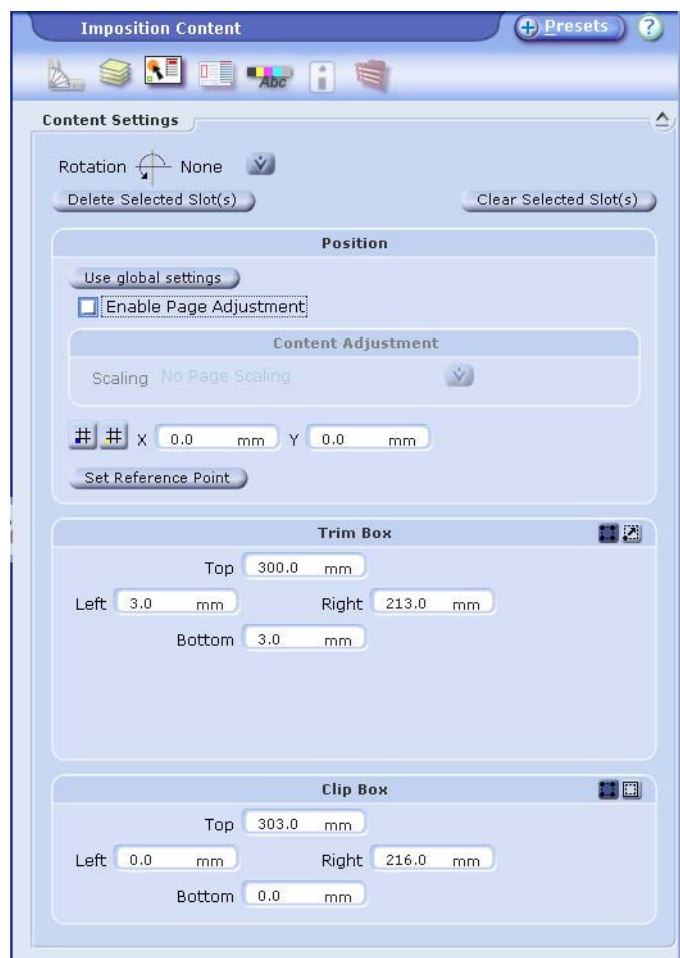 Imposition Content
Presets ?
Abc
Content Settings
Rotation None
Delete Selected Slot(s) Clear Selected Slot(s)
Position
Use global settings
Enable Page Adjustment
Content Adjustment
Scaling No Page Scaling
X 0.0 mm Y 0.0 mm
Set Reference Point
Trim Box
Top 300.0 mm
Left 3.0 mm Right 213.0 mm
Bottom 3.0 mm
Clip Box
Top 303.0 mm
Left 0.0 mm Right 216.0 mm
Bottom 0.0 mm